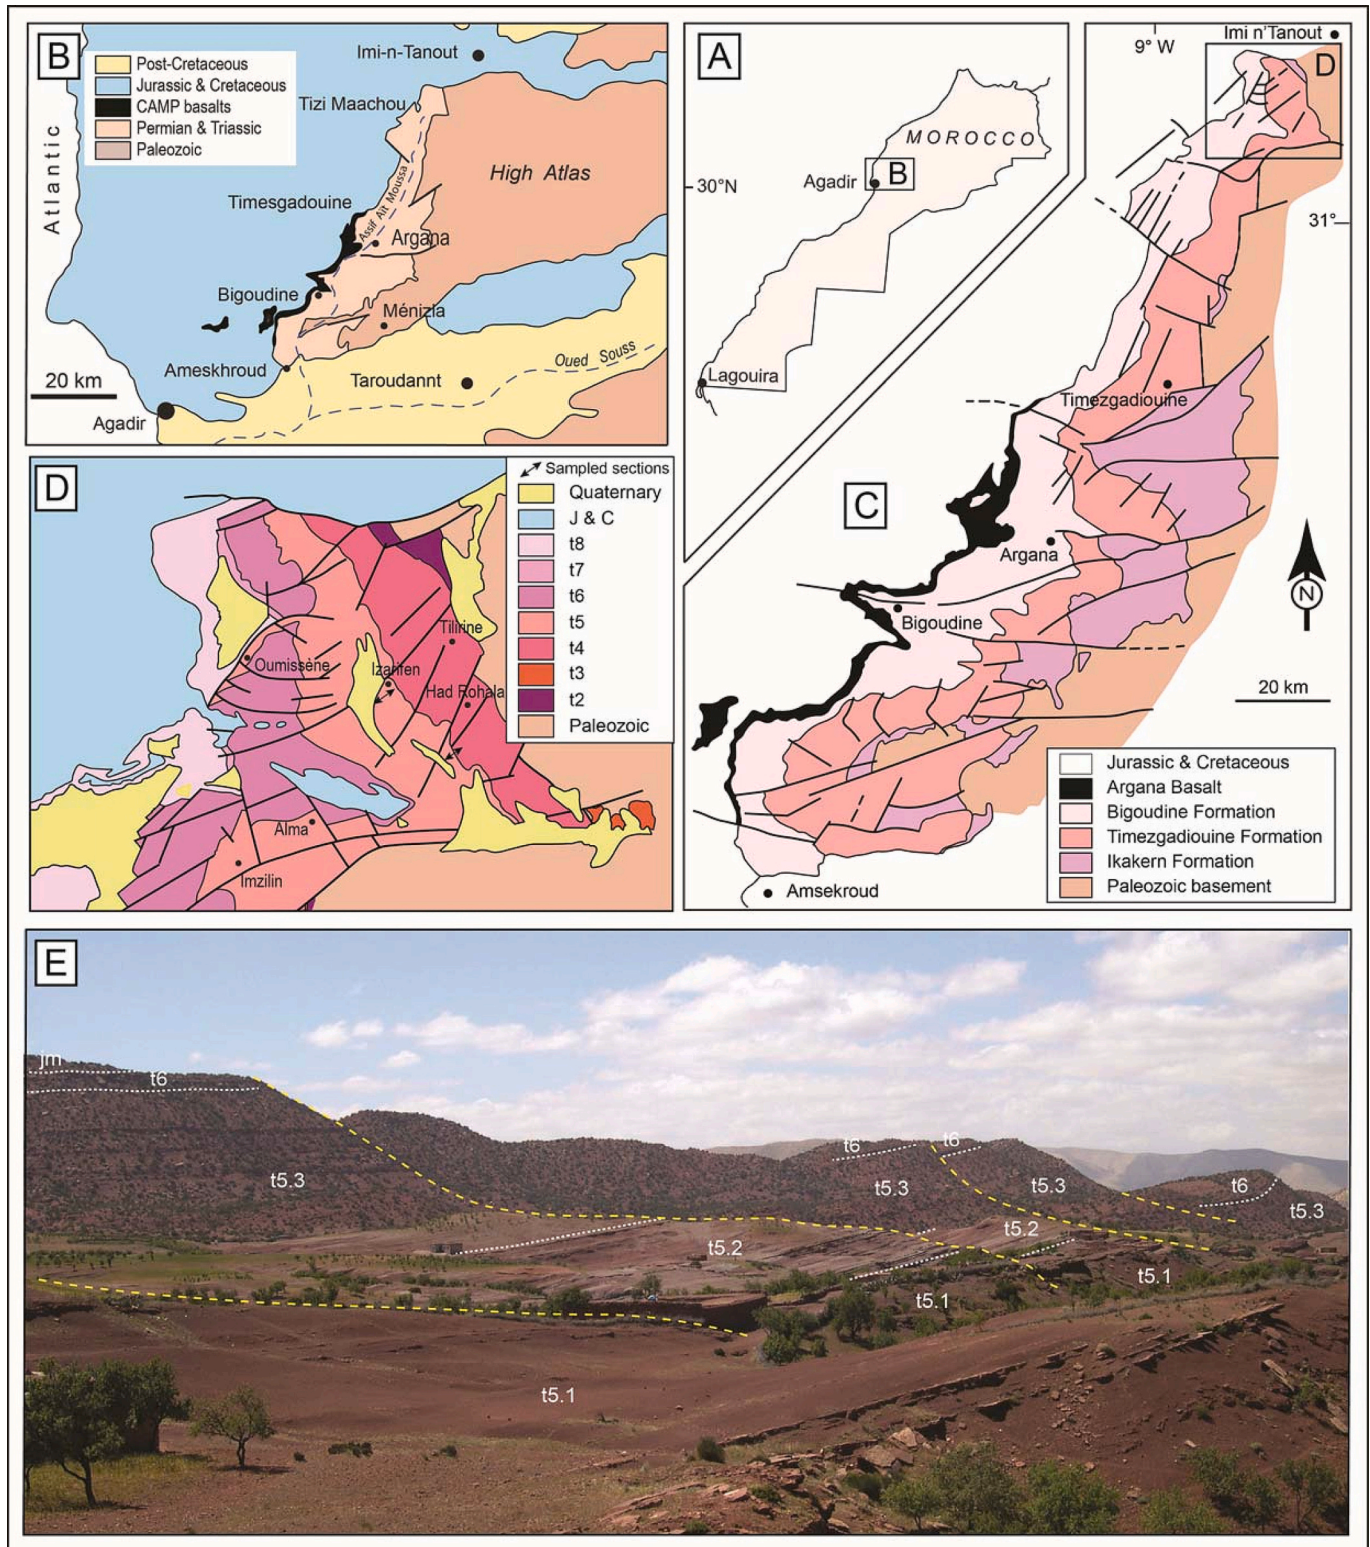 B
Post-Cretaceous
Jurassic & Cretaceous
CAMP basalts
Permian & Triassic
Paleozoic
Imi-n-Tanout
Tizi Maachou
Atlantic
High Atlas
Timesgadouine
Assif Aït Moussa
Argana
Bigoudine
Ménizla
Ameskhroud
20 km
Taroudannt
Oued Souss
Agadir
A
MOROCCO
30°N
Agadir
B
Lagouira
9° W
Imi n'Tanout
D
31°
Timezgadiouine
C
Argana
Bigoudine
N
20 km
Amsekroud
Jurassic & Cretaceous
Argana Basalt
Bigoudine Formation
Timezgadiouine Formation
Ikakern Formation
Paleozoic basement
D
Sampled sections
Quaternary
J & C
t8
t7
t6
t5
t4
t3
t2
Paleozoic
Tilirine
Oumissène
Izarifen
Had Rohala
Alma
Imzilin
E
jm
t6
t6
t6
t5.3
t5.3
t5.3
t6
t5.3
t5.2
t5.2
t5.1
t5.1
t5.1